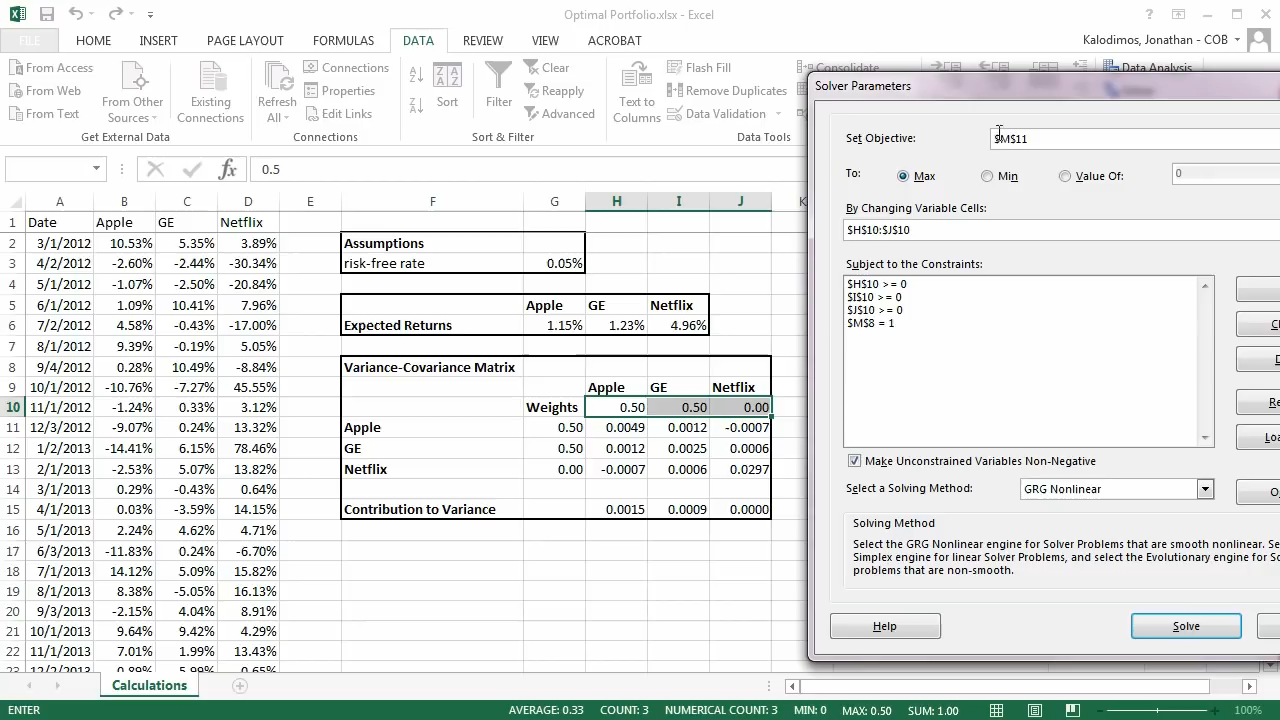 Optimal Portfolio.xlsx - Excel
FILE HOME INSERT PAGE LAYOUT FORMULAS DATA REVIEW VIEW ACROBAT Kalodimos, Jonathan - COB
From Access
From Web
From Text
From Other Sources
Existing Connections
Get External Data
Refresh All
Connections
Properties
Edit Links
Connections
Sort
Filter
Clear
Reapply
Advanced
Sort & Filter
Text to Columns
Flash Fill
Remove Duplicates
Data Validation
Consolidate
Data Tools
Data Analysis
fx 0.5
A B C D E F G H I J K
1 Date Apple GE Netflix
2 3/1/2012 10.53% 5.35% 3.89% Assumptions
3 4/2/2012 -2.60% -2.44% -30.34% risk-free rate 0.05%
4 5/1/2012 -1.07% -2.50% -20.84%
5 6/1/2012 1.09% 10.41% 7.96% Apple GE Netflix
6 7/2/2012 4.58% -0.43% -17.00% Expected Returns 1.15% 1.23% 4.96%
7 8/1/2012 9.39% -0.19% 5.05%
8 9/4/2012 0.28% 10.49% -8.84% Variance-Covariance Matrix
9 10/1/2012 -10.76% -7.27% 45.55% Apple GE Netflix
10 11/1/2012 -1.24% 0.33% 3.12% Weights 0.50 0.50 0.00
11 12/3/2012 -9.07% 0.24% 13.32% Apple 0.50 0.0049 0.0012 -0.0007
12 1/2/2013 -14.41% 6.15% 78.46% GE 0.50 0.0012 0.0025 0.0006
13 2/1/2013 -2.53% 5.07% 13.82% Netflix 0.00 -0.0007 0.0006 0.0297
14 3/1/2013 0.29% -0.43% 0.64%
15 4/1/2013 0.03% -3.59% 14.15% Contribution to Variance 0.0015 0.0009 0.0000
16 5/1/2013 2.24% 4.62% 4.71%
17 6/3/2013 -11.83% 0.24% -6.70%
18 7/1/2013 14.12% 5.09% 15.82%
19 8/1/2013 8.38% -5.05% 16.13%
20 9/3/2013 -2.15% 4.04% 8.91%
21 10/1/2013 9.64% 9.42% 4.29%
22 11/1/2013 7.01% 1.99% 13.43%
23 12/2/2013 0.89% 5.99% 0.65%
Solver Parameters
Set Objective: $M$11
To: Max Min Value Of: 0
By Changing Variable Cells:
$H$10:$J$10
Subject to the Constraints:
$H$10 >= 0
$I$10 >= 0
$J$10 >= 0
$M$8 = 1
Make Unconstrained Variables Non-Negative
Select a Solving Method: GRG Nonlinear
Solving Method
Select the GRG Nonlinear engine for Solver Problems that are smooth nonlinear. Se
Simplex engine for linear Solver Problems, and select the Evolutionary engine for So
problems that are non-smooth.
Help Solve
Calculations
ENTER AVERAGE: 0.33 COUNT: 3 NUMERICAL COUNT: 3 MIN: 0 MAX: 0.50 SUM: 1.00 100%